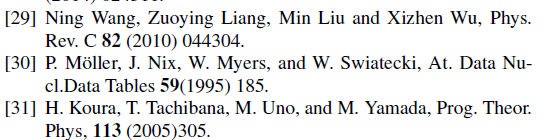 [29] Ning Wang, Zuoying Liang, Min Liu and Xizhen Wu, Phys.
Rev. C 82 (2010) 044304.
[30] P. Möller, J. Nix, W. Myers, and W. Swiatecki, At. Data Nu-
cl.Data Tables 59(1995) 185.
[31] H. Koura, T. Tachibana, M. Uno, and M. Yamada, Prog. Theor.
Phys, 113 (2005)305.